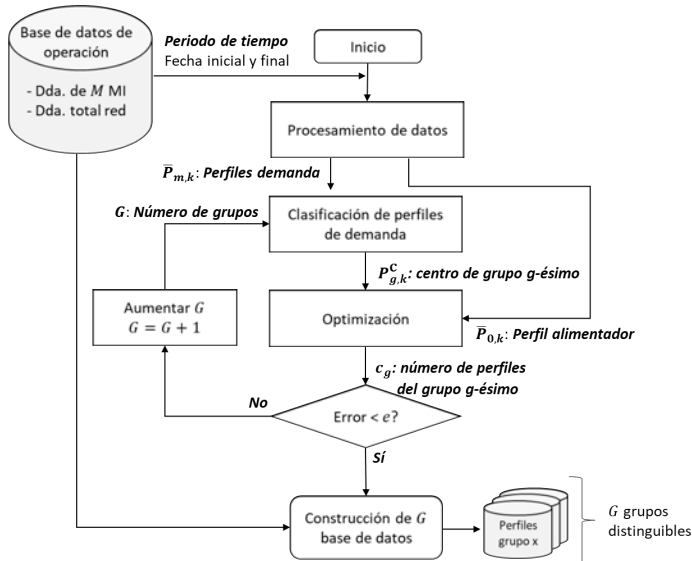 Base de datos de
operación
- Dda. de M MI
- Dda. total red
Periodo de tiempo
Fecha inicial y final
Inicio
Procesamiento de datos
P̅m,k: Perfiles demanda
G: Número de grupos
Clasificación de perfiles
de demanda
P^c g,k: centro de grupo g-ésimo
Aumentar G
G = G + 1
Optimización
P̅0,k: Perfil alimentador
cg: número de perfiles
del grupo g-ésimo
No
Error < e?
Sí
Construcción de G
base de datos
Perfiles
grupo x
G grupos
distinguibles